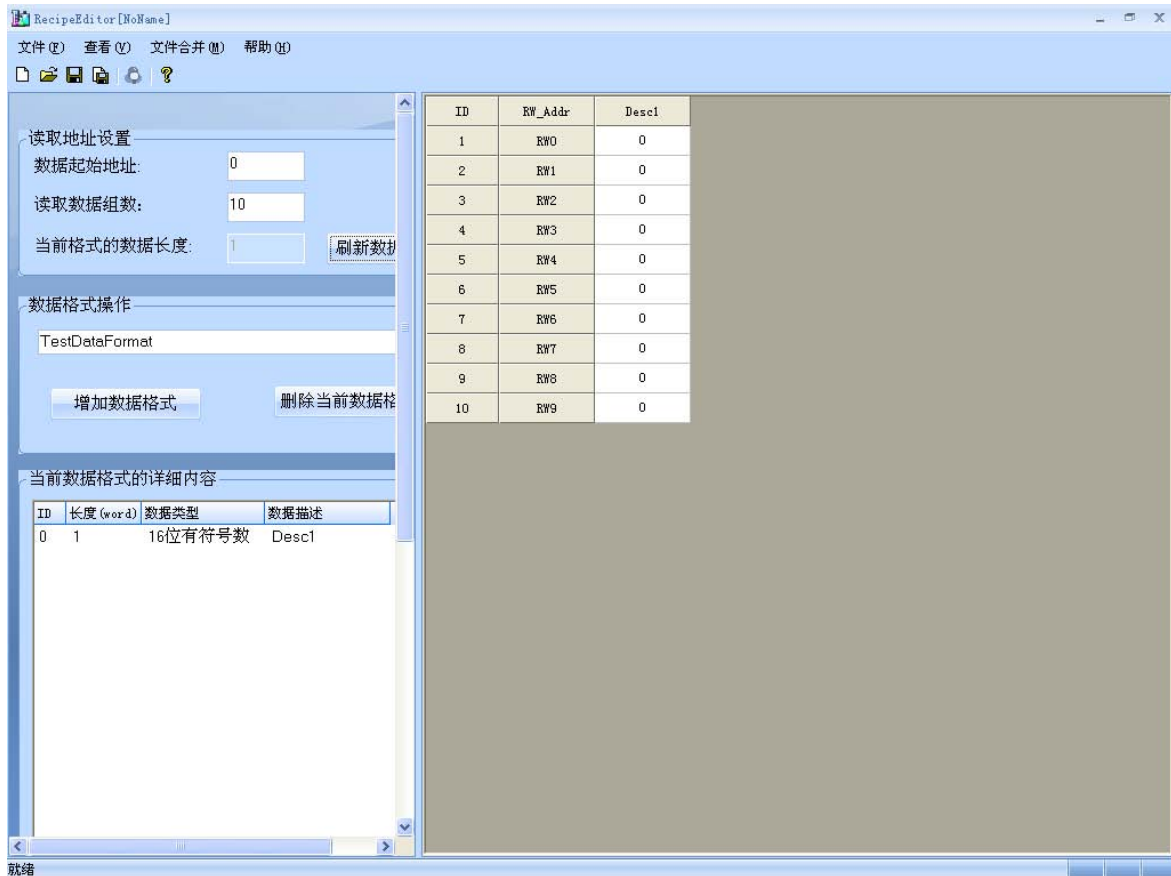 RecipeEditor[NoName]
文件(F) 查看(V) 文件合并(M) 帮助(H)
读取地址设置
数据起始地址: 0
读取数据组数: 10
当前格式的数据长度: 1 刷新数据
数据格式操作
TestDataFormat
增加数据格式 删除当前数据格
当前数据格式的详细内容
ID 长度(word) 数据类型 数据描述
0 1 16位有符号数 Desc1
ID RW_Addr Desc1
1 RW0 0
2 RW1 0
3 RW2 0
4 RW3 0
5 RW4 0
6 RW5 0
7 RW6 0
8 RW7 0
9 RW8 0
10 RW9 0
就绪